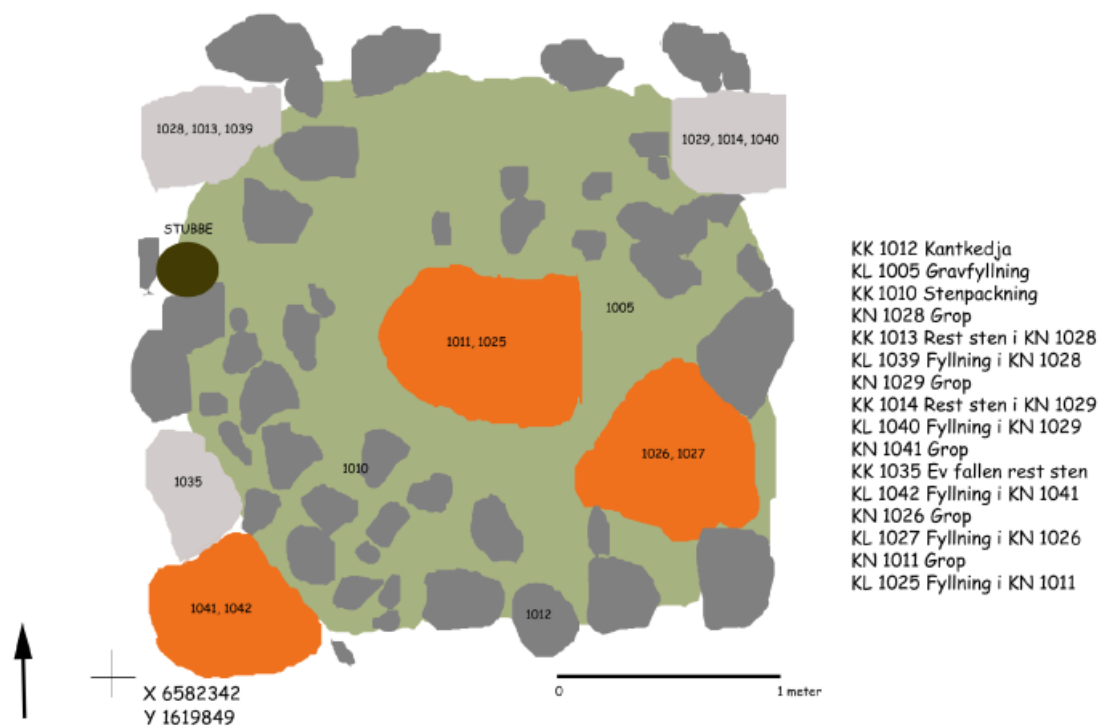 1028, 1013, 1039
1029, 1014, 1040
STUBBE
1005
1011, 1025
1026, 1027
1010
1035
1041, 1042
1012
KK 1012 Kantkedja
KL 1005 Gravfyllning
KK 1010 Stenpackning
KN 1028 Grop
KK 1013 Rest sten i KN 1028
KL 1039 Fyllning i KN 1028
KN 1029 Grop
KK 1014 Rest sten i KN 1029
KL 1040 Fyllning i KN 1029
KN 1041 Grop
KK 1035 Ev fallen rest sten
KL 1042 Fyllning i KN 1041
KN 1026 Grop
KL 1027 Fyllning i KN 1026
KN 1011 Grop
KL 1025 Fyllning i KN 1011
X 6582342
Y 1619849
0
1 meter